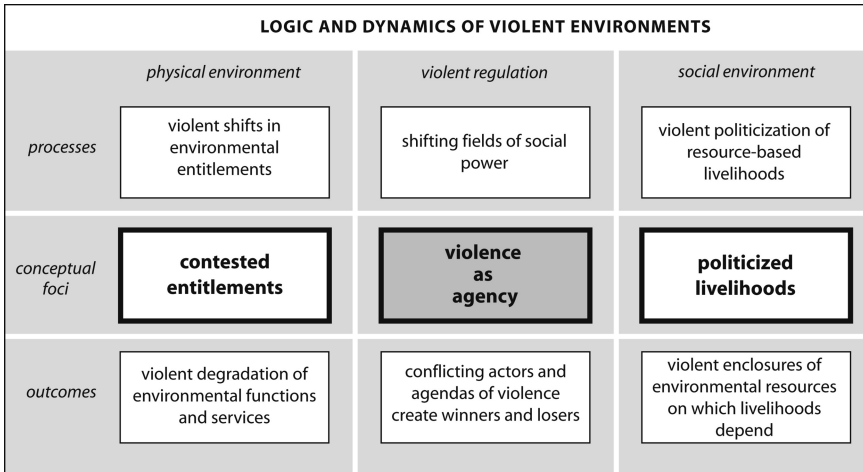 LOGIC AND DYNAMICS OF VIOLENT ENVIRONMENTS
physical environment
violent regulation
social environment
processes
violent shifts in
environmental
entitlements
shifting fields of social
power
violent politicization of
resource-based
livelihoods
conceptual
foci
contested
entitlements
violence
as
agency
politicized
livelihoods
outcomes
violent degradation of
environmental functions
and services
conflicting actors and
agendas of violence
create winners and losers
violent enclosures of
environmental resources
on which livelihoods
depend